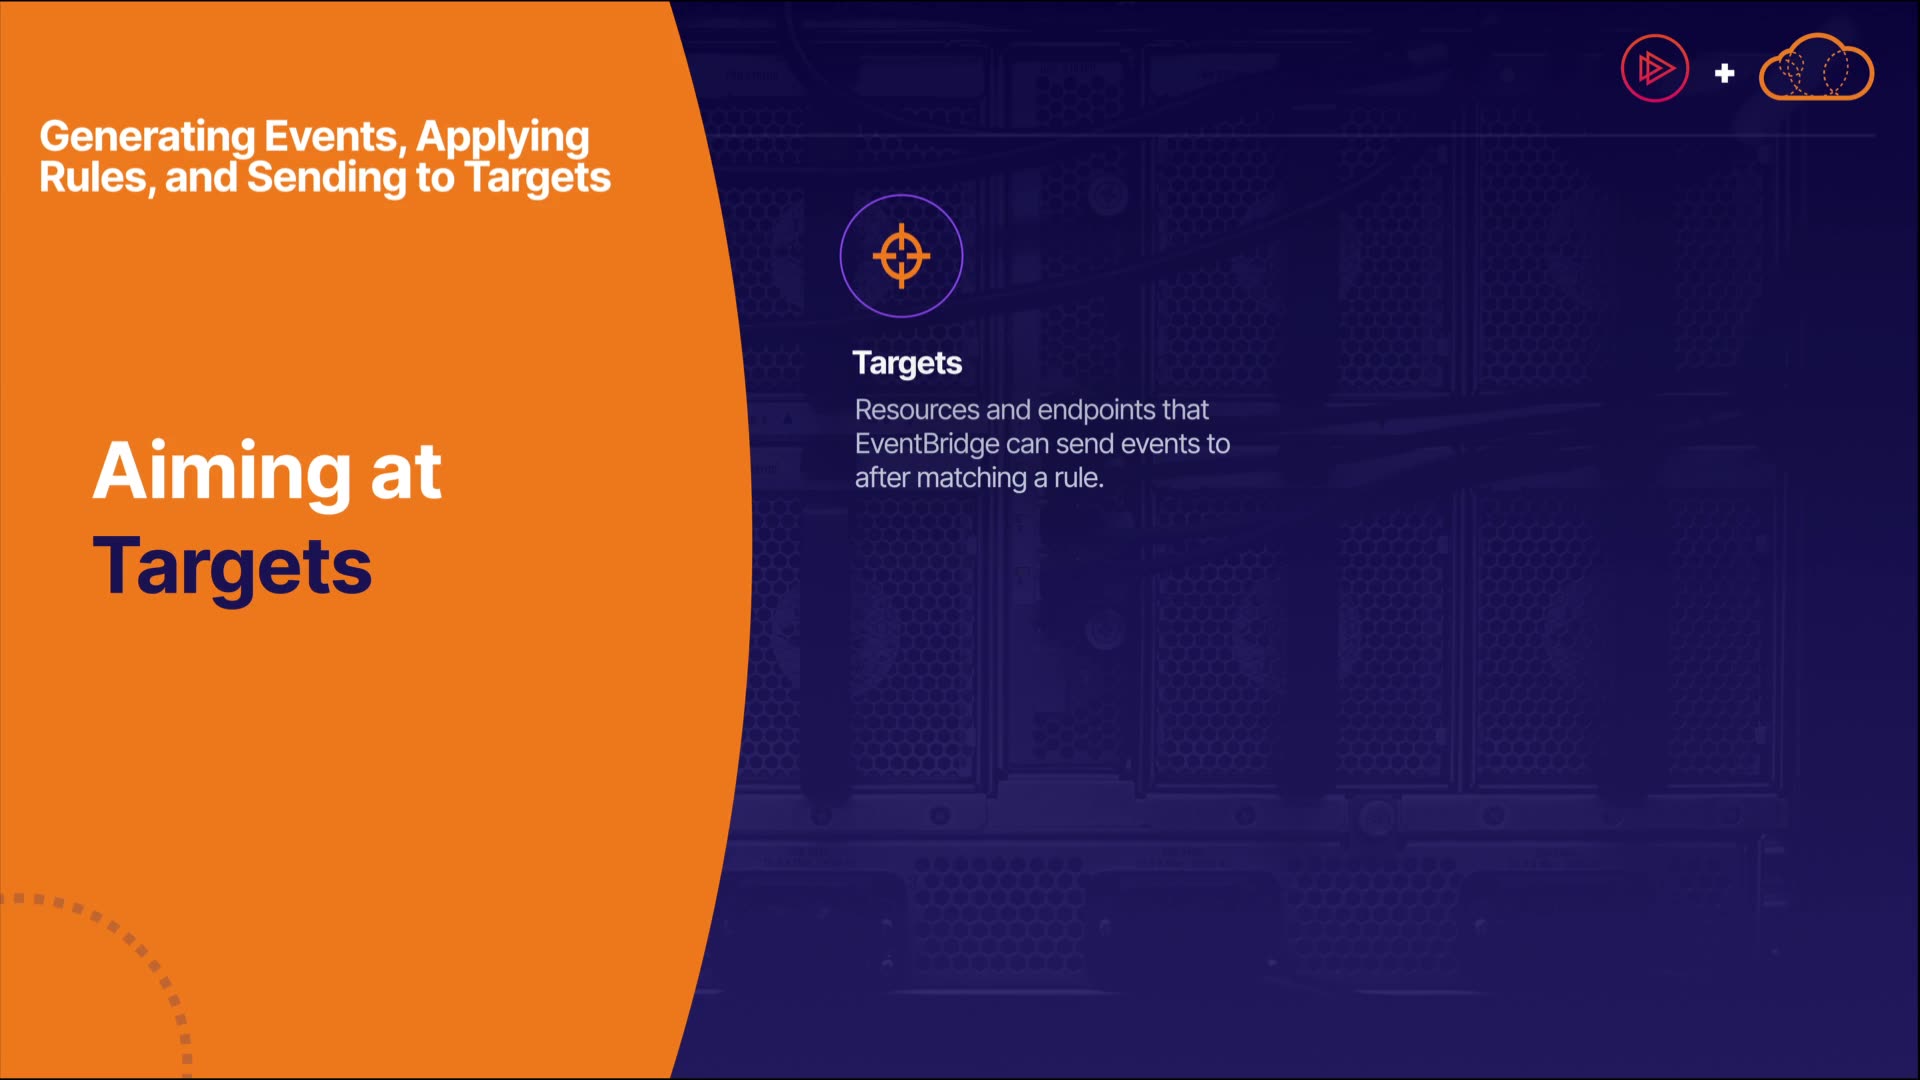 Generating Events, Applying
Rules, and Sending to Targets
Aiming at
Targets
Targets
Resources and endpoints that
EventBridge can send events to
after matching a rule.